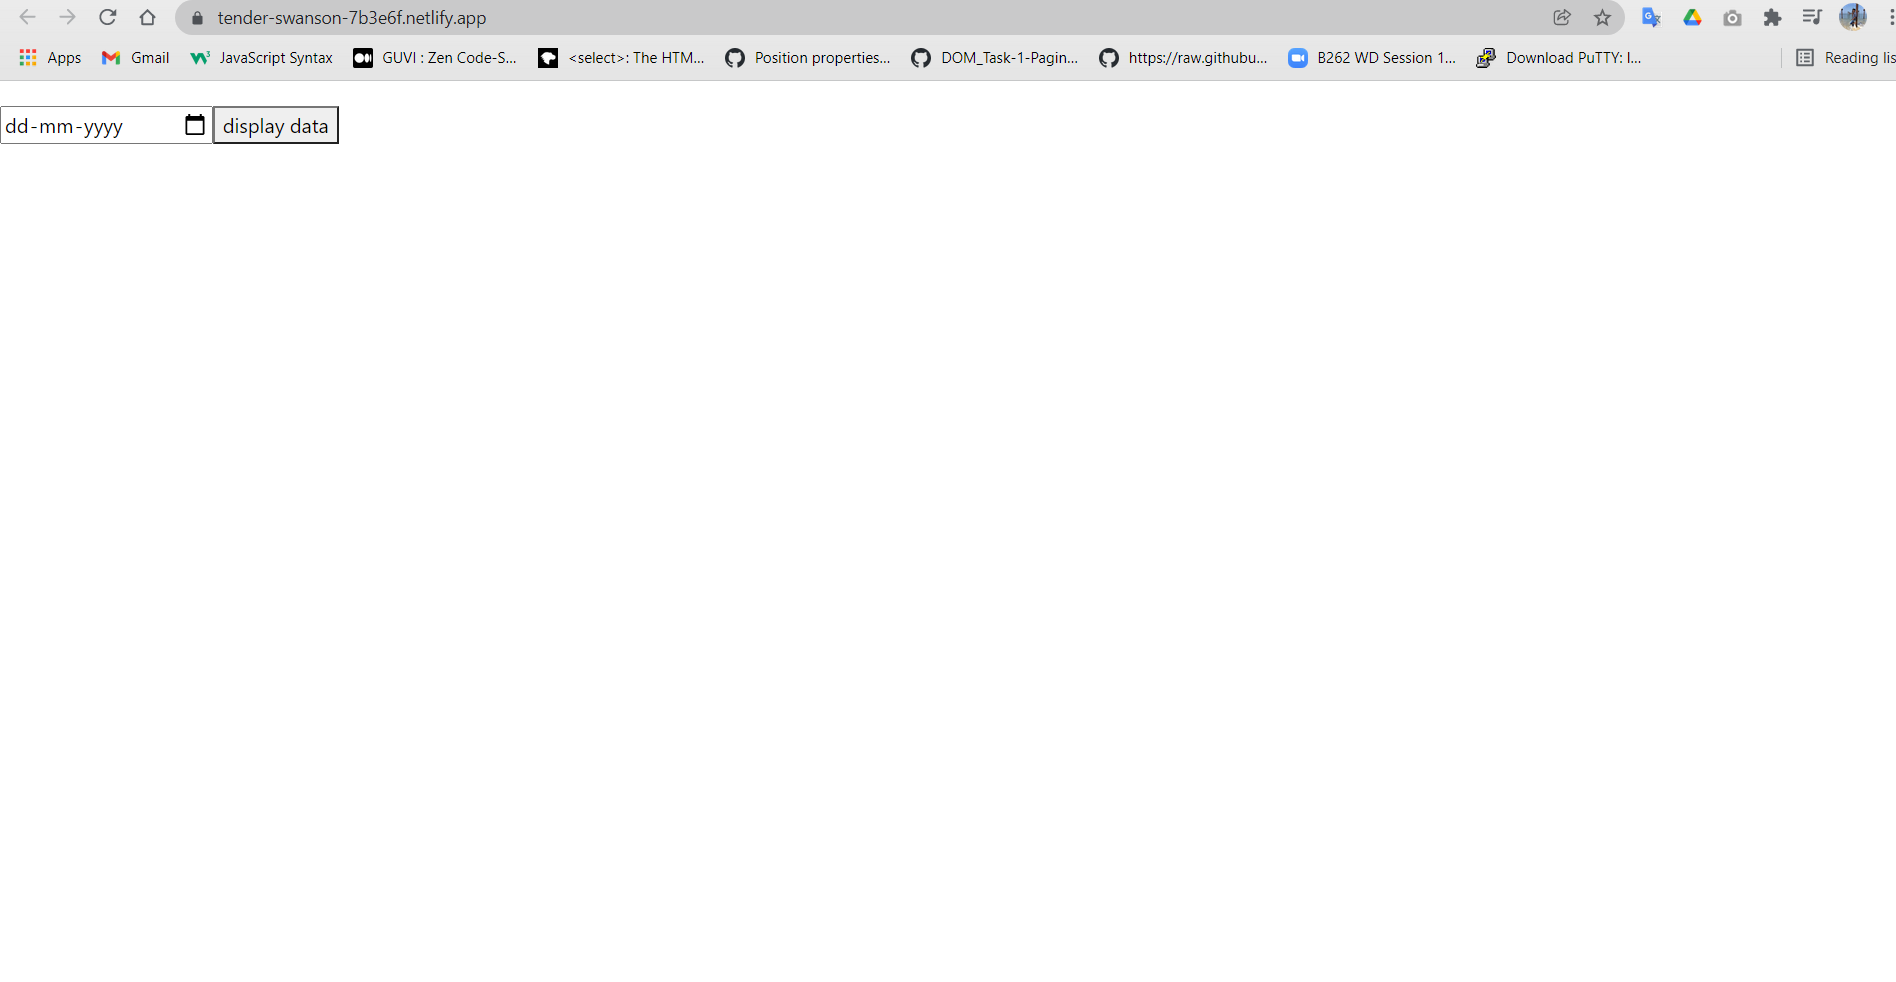 tender-swanson-7b3e6f.netlify.app
Apps Gmail JavaScript Syntax GUVI : Zen Code-S... <select>: The HTM... Position properties... DOM_Task-1-Pagin... https://raw.githubu... B262 WD Session 1... Download PuTTY: l... Reading lis
dd-mm-yyyy display data